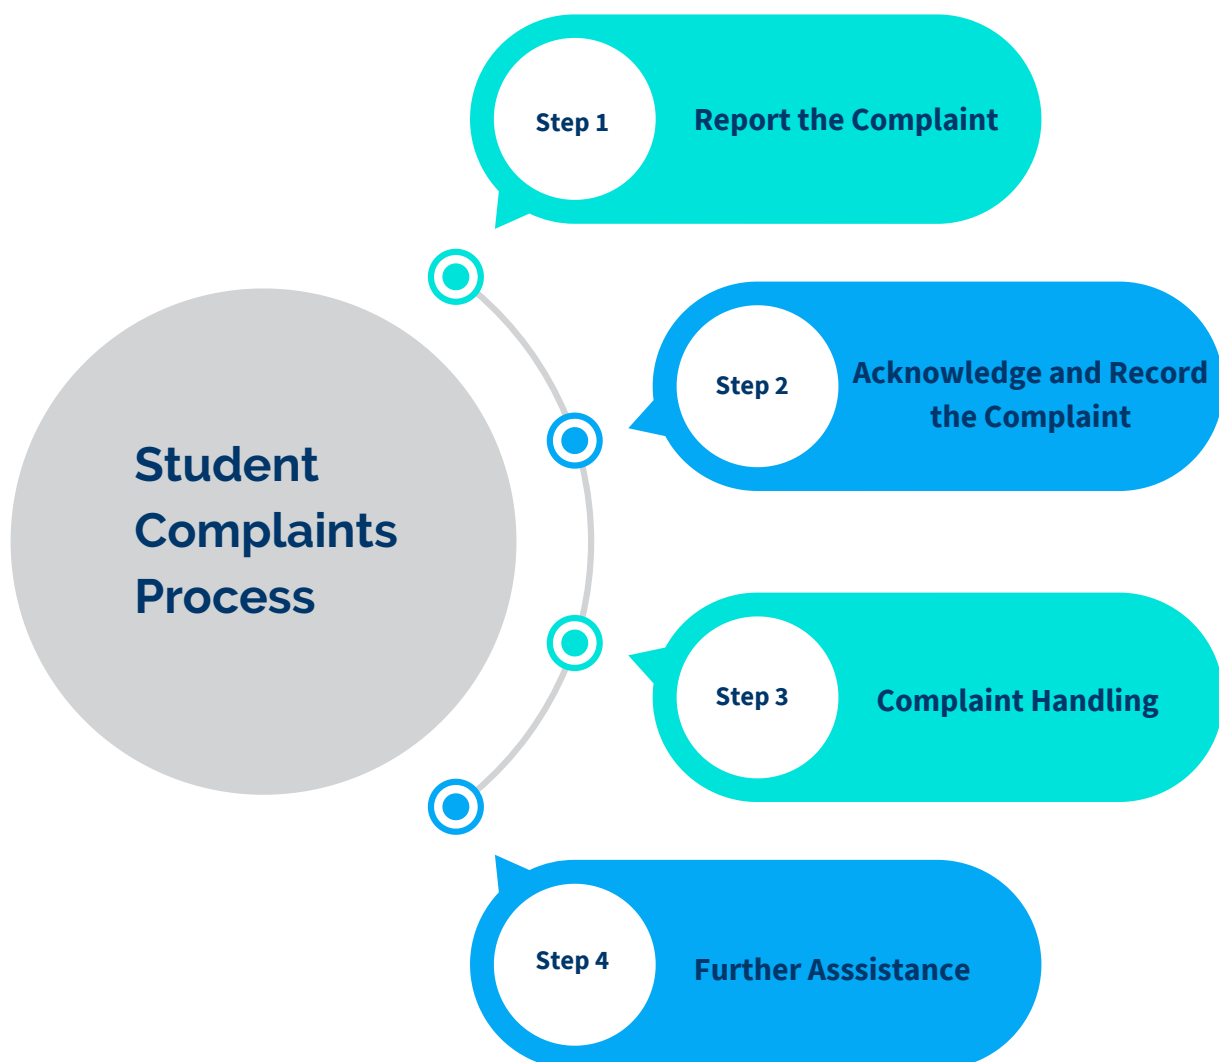 Step 1
Report the Complaint
Step 2
Acknowledge and Record
the Complaint
Student
Complaints
Process
Step 3
Complaint Handling
Step 4
Further Asssistance